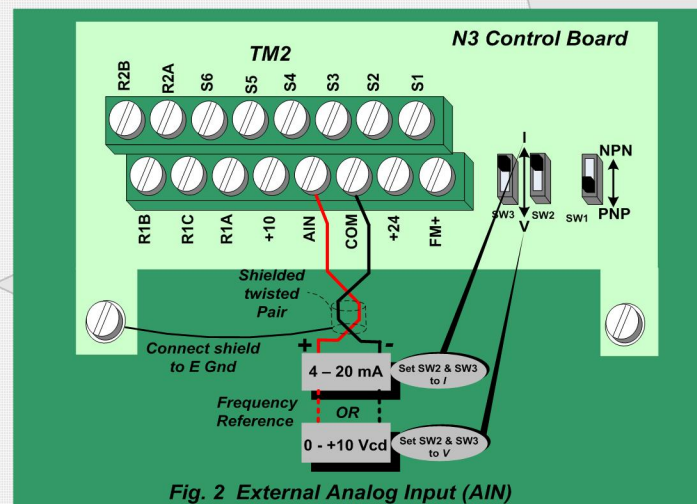 N3 Control Board
TM2
R2B R2A S6 S5 S4 S3 S2 S1
I
NPN
SW3 SW2 SW1
PNP
V
R1B R1C R1A +10 AIN COM +24 FM+
Shielded
twisted
Pair
Connect shield
to E Gnd
+ -
4 – 20 mA
Set SW2 & SW3
to I
Frequency
Reference
OR
0 - +10 Vcd
Set SW2 & SW3
to V
Fig. 2 External Analog Input (AIN)